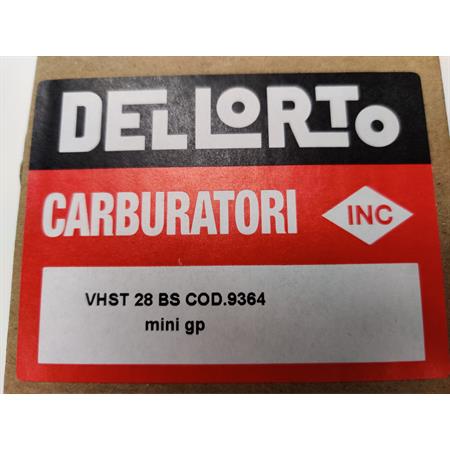 DELLORTO
CARBURATORI INC
VHST 28 BS COD.9364
mini gp